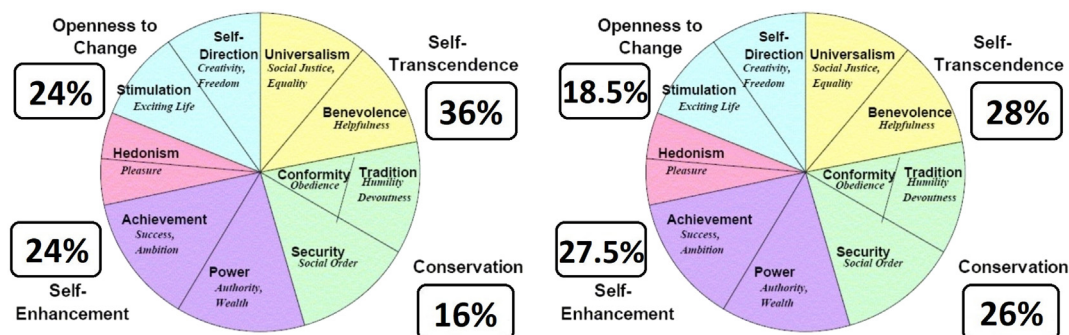 Openness to
Change
24%
Self-
Direction
Creativity,
Freedom
Universalism
Social Justice,
Equality
Self-
Transcendence
36%
Stimulation
Exciting Life
Benevolence
Helpfulness
Hedonism
Pleasure
Conformity
Obedience
Tradition
Humility
Devoutness
Achievement
Success,
Ambition
Security
Social Order
Power
Authority,
Wealth
24%
Self-
Enhancement
Conservation
16%
Openness to
Change
18.5%
Self-
Direction
Creativity,
Freedom
Universalism
Social Justice,
Equality
Self-
Transcendence
28%
Stimulation
Exciting Life
Benevolence
Helpfulness
Hedonism
Pleasure
Conformity
Obedience
Tradition
Humility
Devoutness
Achievement
Success,
Ambition
Security
Social Order
Power
Authority,
Wealth
27.5%
Self-
Enhancement
Conservation
26%